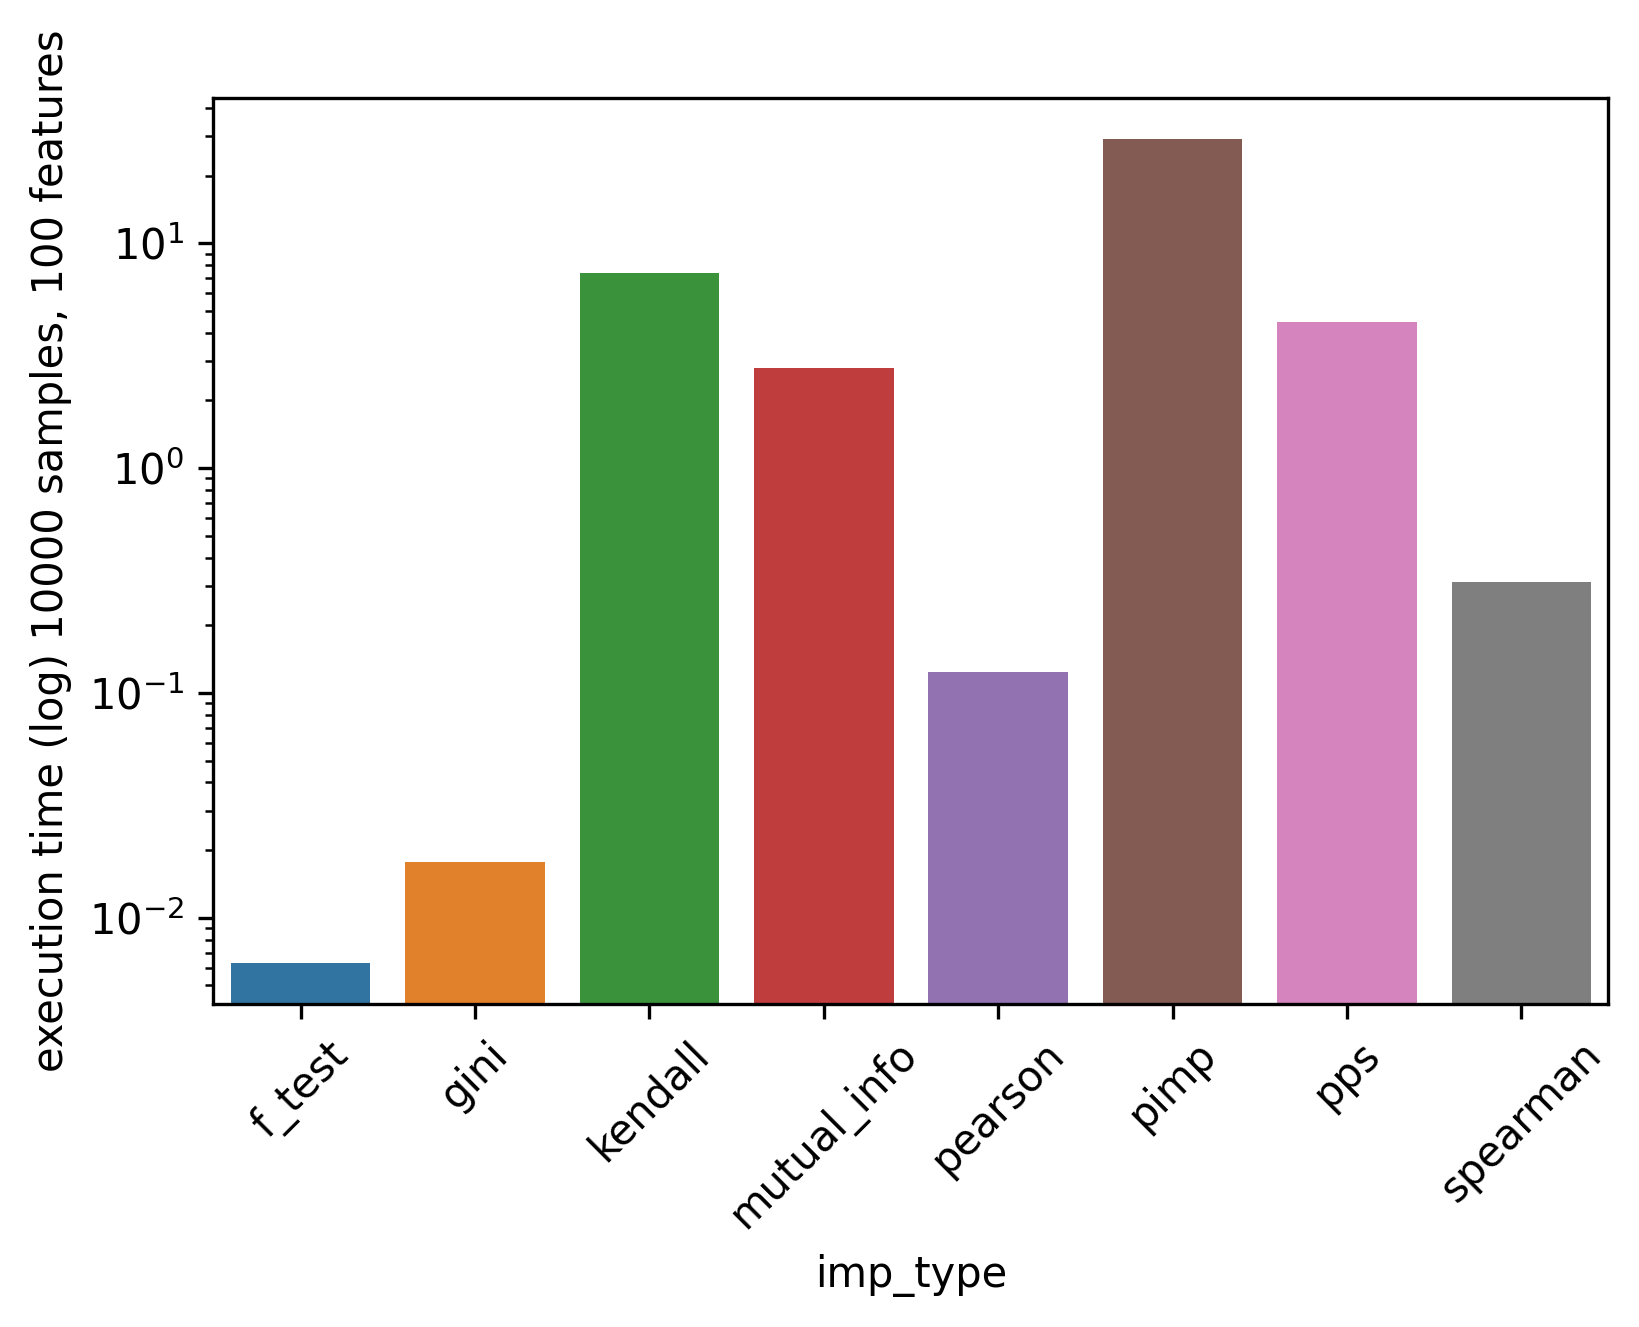 execution time (log) 10000 samples, 100 features
10¹
10⁰
10⁻¹
10⁻²
f_test
gini
kendall
mutual_info
pearson
pimp
pps
spearman
imp_type